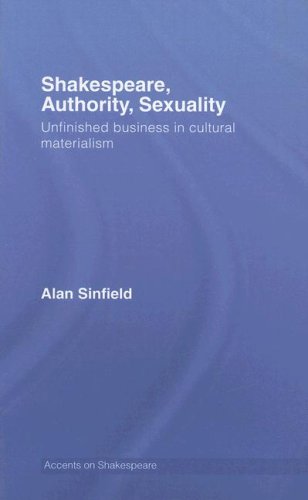 Shakespeare,
Authority, Sexuality
Unfinished business in cultural
materialism
Alan Sinfield
Accents on Shakespeare